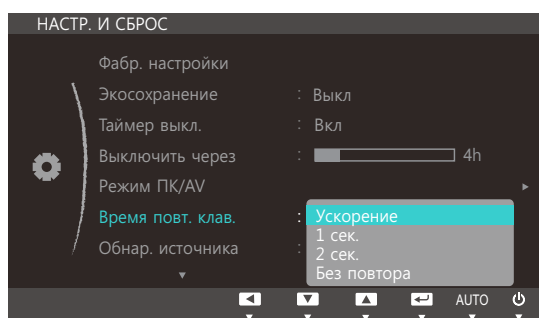 НАСТР. И СБРОС
Фабр. настройки
Экосохранение : Выкл
Таймер выкл. : Вкл
Выключить через : 4h
Режим ПК/AV
Время повт. клав. : Ускорение
1 сек.
Обнар. источника : 2 сек.
Без повтора
AUTO